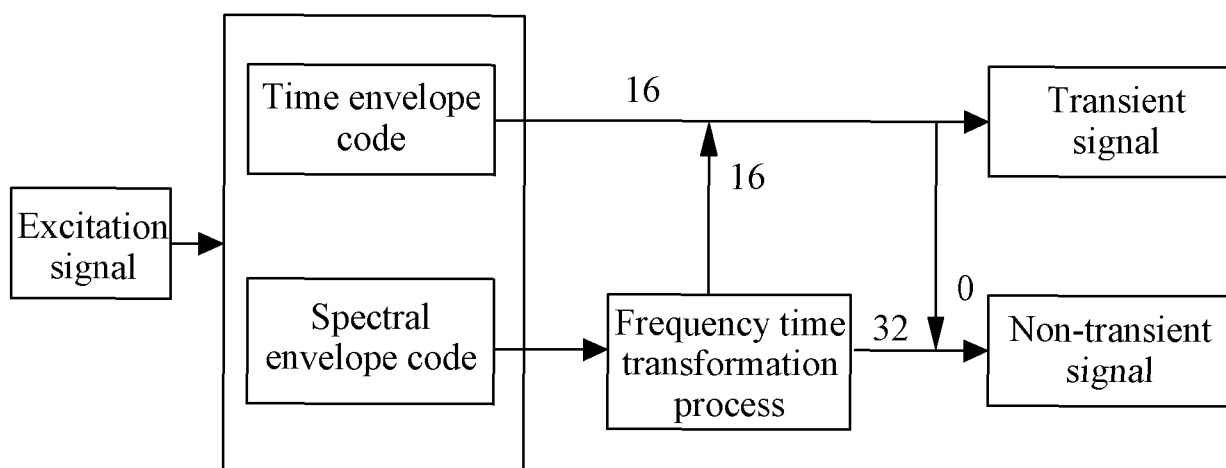 Time envelope
code
16
Transient
signal
16
Excitation
signal
Spectral
envelope code
Frequency time
transformation
process
32
0
Non-transient
signal